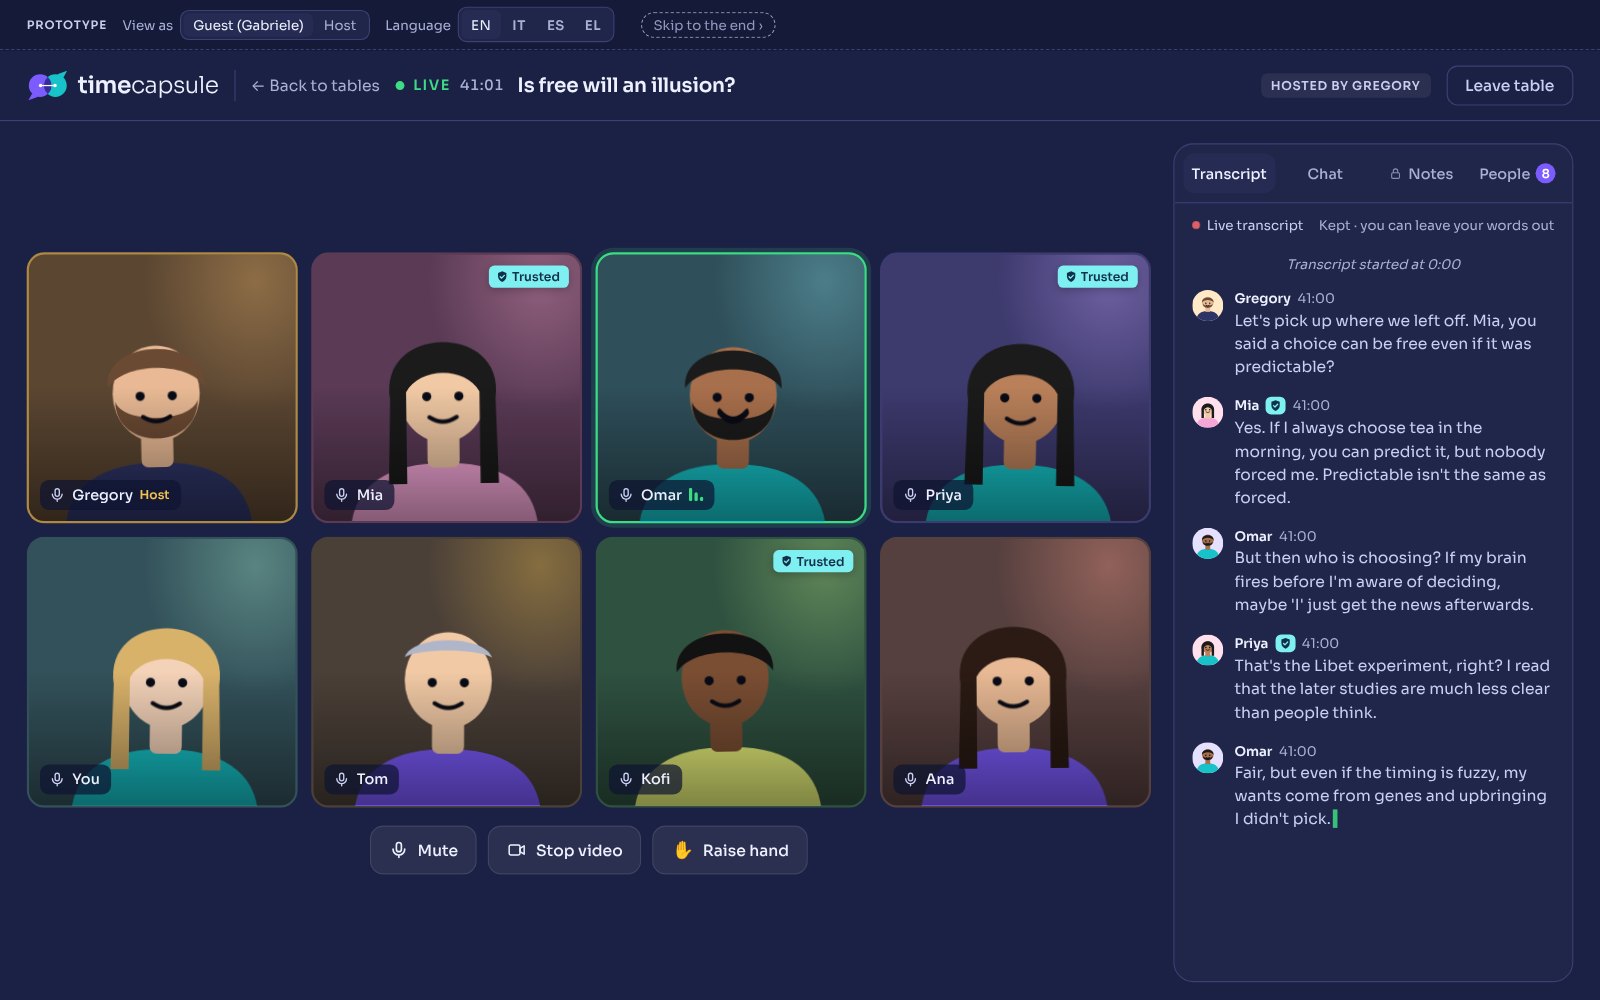 PROTOTYPE View as Guest (Gabriele) Host Language EN IT ES EL Skip to the end ›
timecapsule ← Back to tables LIVE 41:01 Is free will an illusion? HOSTED BY GREGORY Leave table
Trusted
Trusted
Gregory Host
Mia
Omar
Priya
Trusted
You
Tom
Kofi
Ana
Mute Stop video Raise hand
Transcript Chat Notes People 8
Live transcript Kept · you can leave your words out
Transcript started at 0:00
Gregory 41:00
Let's pick up where we left off. Mia, you
said a choice can be free even if it was
predictable?
Mia 41:00
Yes. If I always choose tea in the
morning, you can predict it, but nobody
forced me. Predictable isn't the same as
forced.
Omar 41:00
But then who is choosing? If my brain
fires before I'm aware of deciding,
maybe 'I' just get the news afterwards.
Priya 41:00
That's the Libet experiment, right? I read
that the later studies are much less clear
than people think.
Omar 41:00
Fair, but even if the timing is fuzzy, my
wants come from genes and upbringing
I didn't pick.